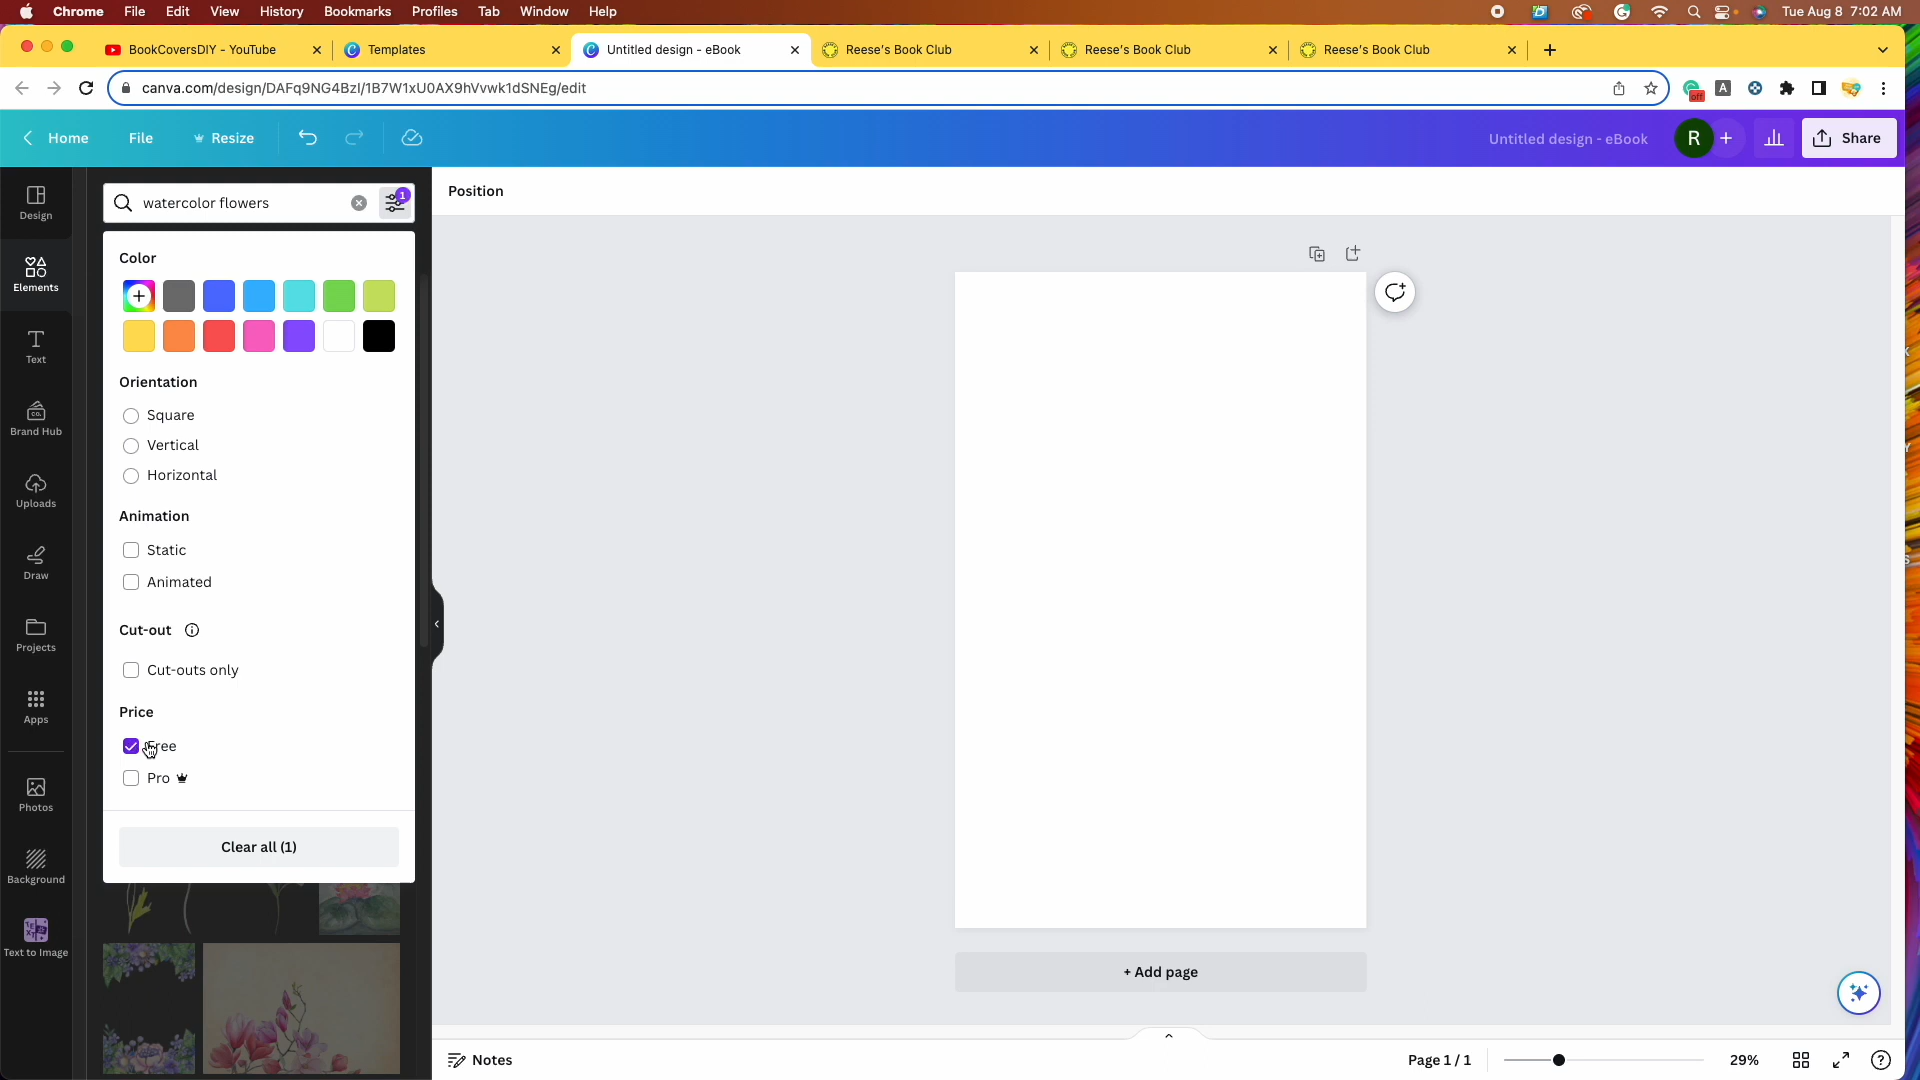 Chrome File Edit View History Bookmarks Profiles Tab Window Help Tue Aug 8 7:02 AM
BookCoversDIY - YouTube Templates Untitled design - eBook Reese's Book Club Reese's Book Club Reese's Book Club
canva.com/design/DAFq9NG4BzI/1B7W1xU0AX9hVvwk1dSNEg/edit
off A
Home File Resize Untitled design - eBook R Share
Position
watercolor flowers 1
Design
Elements
Text
Brand Hub
Uploads
Draw
Projects
Apps
Photos
Background
Text to Image
Color
Orientation
Square
Vertical
Horizontal
Animation
Static
Animated
Cut-out
Cut-outs only
Price
Free
Pro
Clear all (1)
+ Add page
Notes Page 1 / 1 29%